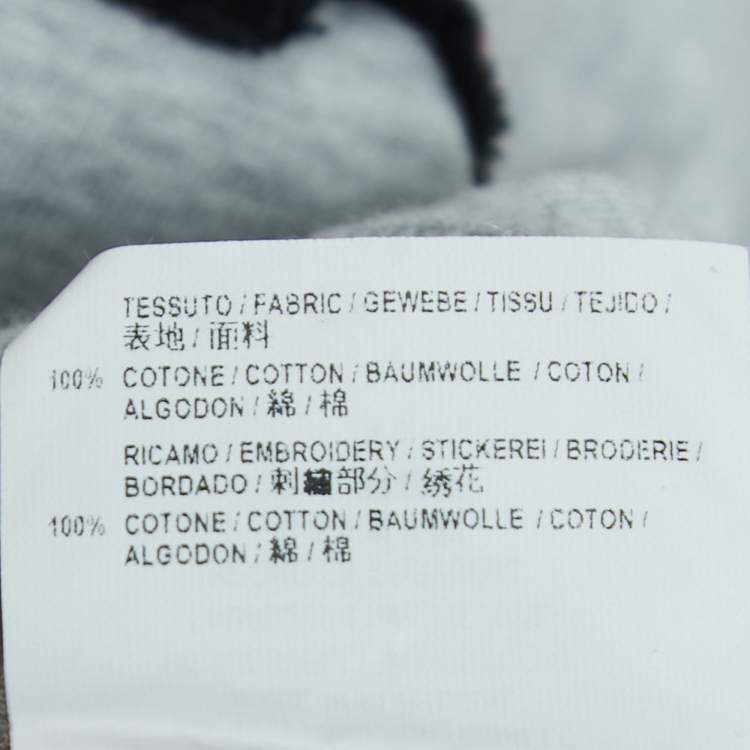 TESSUTO / FABRIC / GEWEBE / TISSU / TEJIDO /
表地 / 面料
100% COTONE / COTTON / BAUMWOLLE / COTON /
ALGODON / 綿 / 棉
RICAMO / EMBROIDERY / STICKEREI / BRODERIE /
BORDADO / 刺繍部分 / 绣花
100% COTONE / COTTON / BAUMWOLLE / COTON /
ALGODON / 綿 / 棉